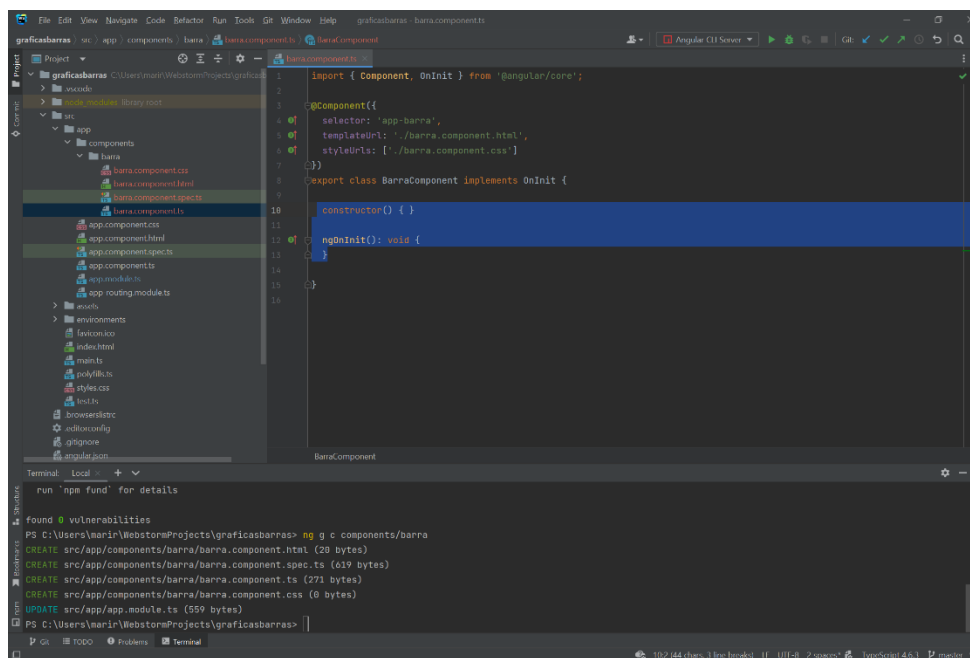 File Edit View Navigate Code Refactor Run Tools Git Window Help graficasbarras - barra.component.ts
graficasbarras src app components barra barra.component.ts BarraComponent
Angular CLI Server Git:
Project
barra.component.ts
graficasbarras C:\Users\marir\WebstormProjects\graficasb
.vscode
node_modules library root
src
app
components
barra
barra.component.css
barra.component.html
barra.component.spec.ts
barra.component.ts
app.component.css
app.component.html
app.component.spec.ts
app.component.ts
app.module.ts
app-routing.module.ts
assets
environments
favicon.ico
index.html
main.ts
polyfills.ts
styles.css
test.ts
.browserslistrc
.editorconfig
.gitignore
angular.json
Project
Commit
1 import { Component, OnInit } from '@angular/core';
2
3 @Component({
4 selector: 'app-barra',
5 templateUrl: './barra.component.html',
6 styleUrls: ['./barra.component.css']
7 })
8 export class BarraComponent implements OnInit {
9
10 constructor() { }
11
12 ngOnInit(): void {
13 }
14
15 }
16
BarraComponent
Terminal: Local
run `npm fund` for details
found 0 vulnerabilities
PS C:\Users\marir\WebstormProjects\graficasbarras> ng g c components/barra
CREATE src/app/components/barra/barra.component.html (20 bytes)
CREATE src/app/components/barra/barra.component.spec.ts (619 bytes)
CREATE src/app/components/barra/barra.component.ts (271 bytes)
CREATE src/app/components/barra/barra.component.css (0 bytes)
UPDATE src/app/app.module.ts (559 bytes)
PS C:\Users\marir\WebstormProjects\graficasbarras>
Structure
Bookmarks
npm
Git TODO Problems Terminal
10:2 (44 chars, 3 line breaks) LF UTF-8 2 spaces* TypeScript 4.6.3 master